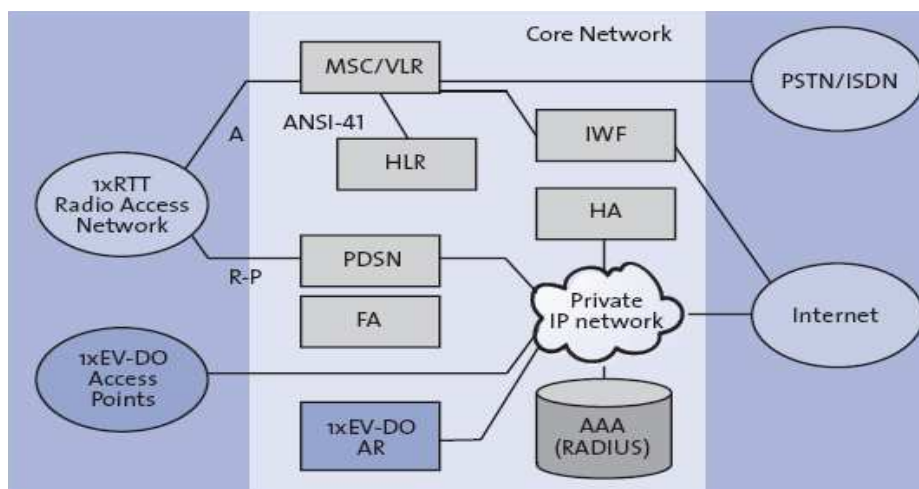 Core Network
MSC/VLR
PSTN/ISDN
A
ANSI-41
IWF
HLR
1xRTT
Radio Access
Network
HA
R-P
PDSN
Private
IP network
Internet
FA
1xEV-DO
Access
Points
1xEV-DO
AR
AAA
(RADIUS)